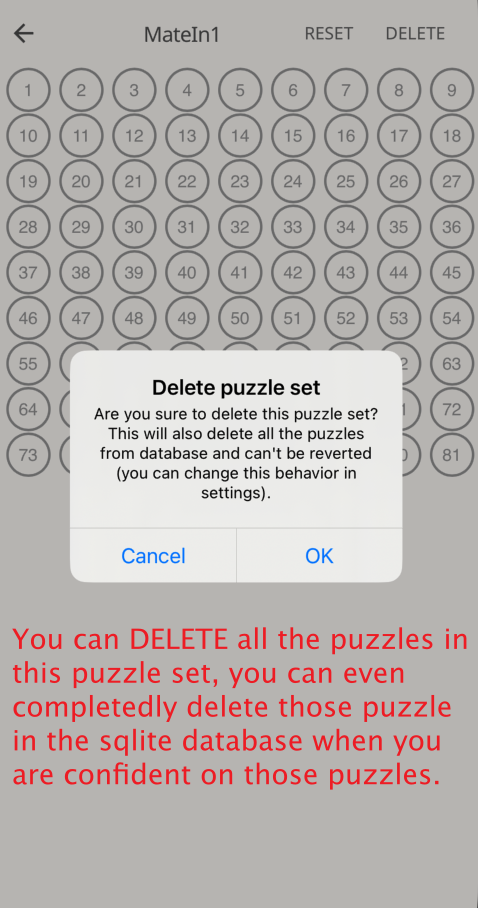 MateIn1 RESET DELETE
1 2 3 4 5 6 7 8 9
10 11 12 13 14 15 16 17 18
19 20 21 22 23 24 25 26 27
28 29 30 31 32 33 34 35 36
37 38 39 40 41 42 43 44 45
46 47 48 49 50 51 52 53 54
55 2 63
64 1 72
73 0 81
Delete puzzle set
Are you sure to delete this puzzle set?
This will also delete all the puzzles
from database and can't be reverted
(you can change this behavior in
settings).
Cancel OK
You can DELETE all the puzzles in
this puzzle set, you can even
completedly delete those puzzle
in the sqlite database when you
are confident on those puzzles.